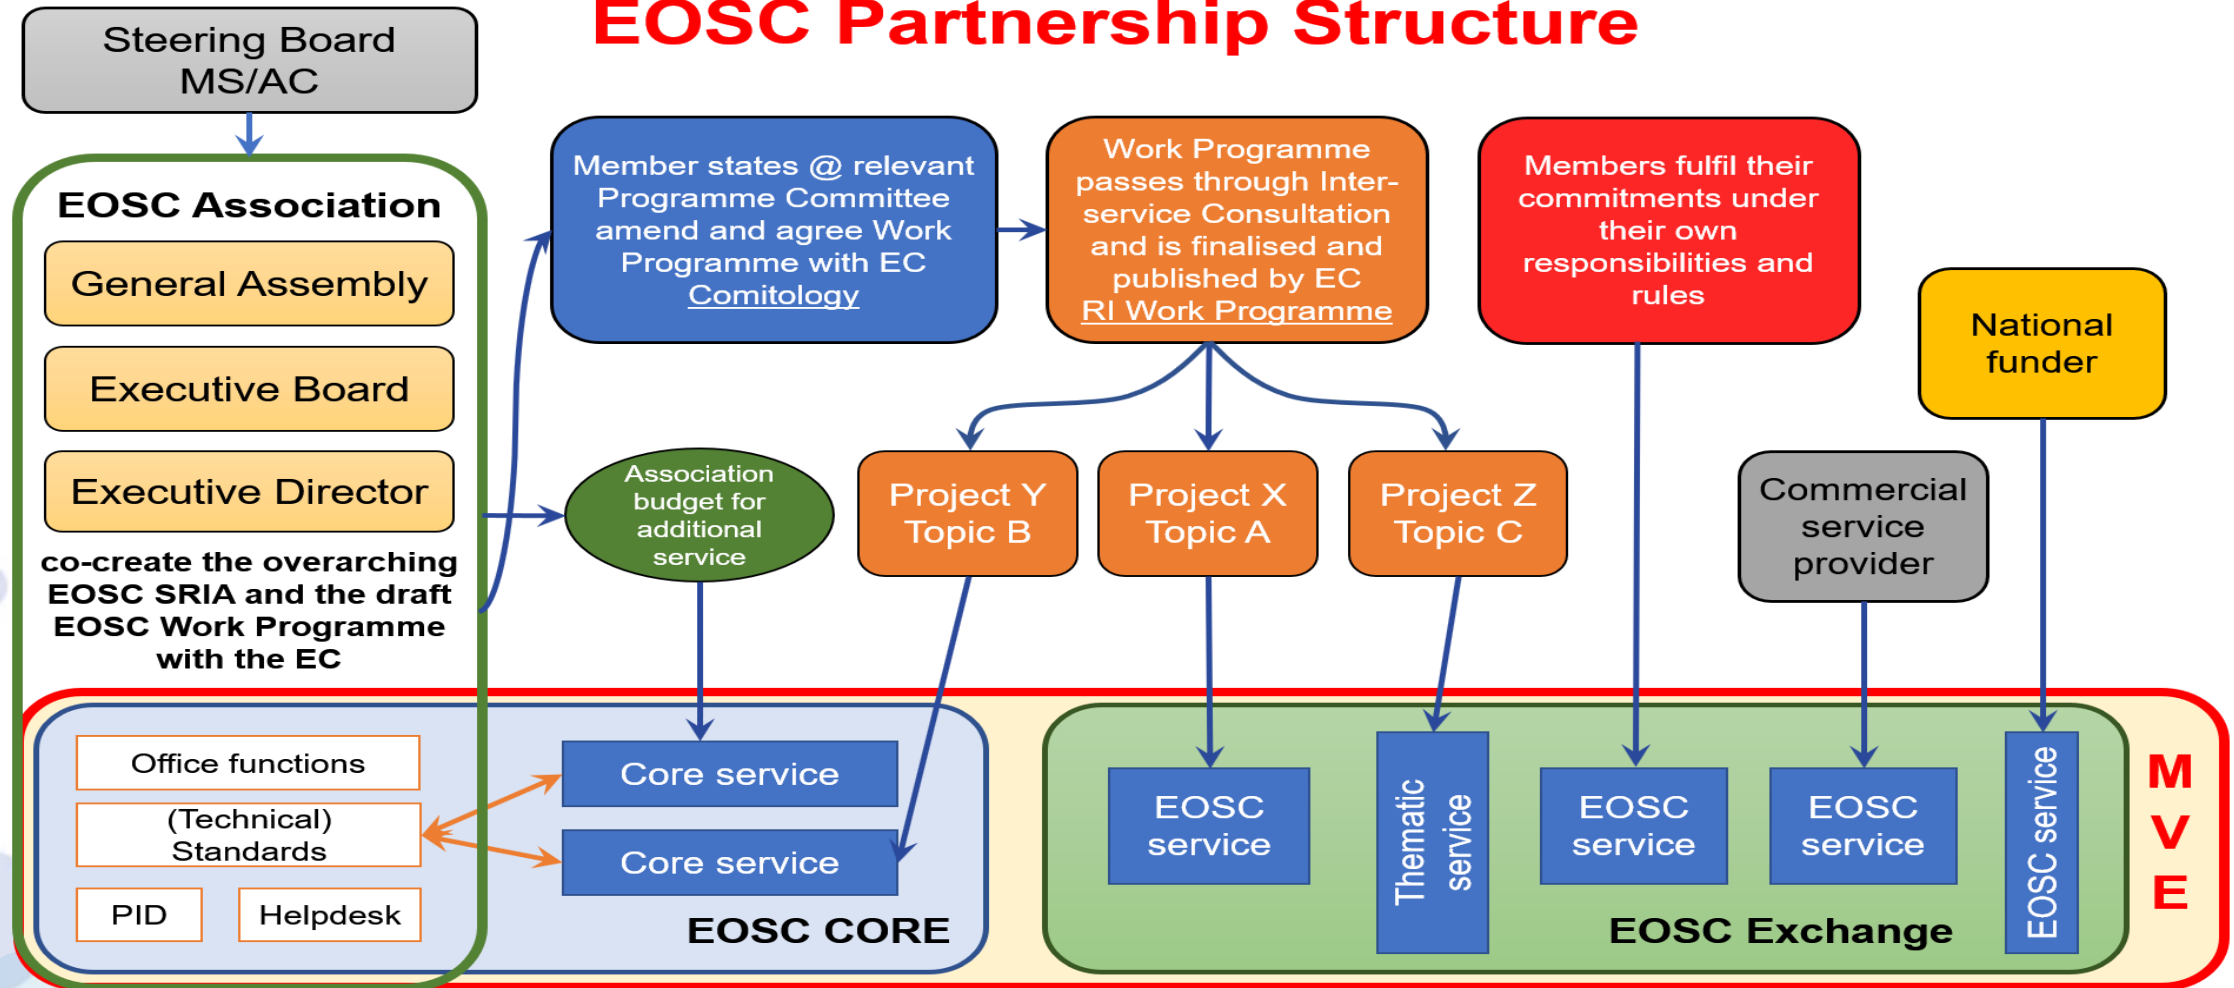 EOSC Partnership Structure
Steering Board
MS/AC
EOSC Association
General Assembly
Executive Board
Executive Director
co-create the overarching
EOSC SRIA and the draft
EOSC Work Programme
with the EC
Member states @ relevant
Programme Committee
amend and agree Work
Programme with EC
Comitology
Work Programme
passes through Inter-
service Consultation
and is finalised and
published by EC
RI Work Programme
Members fulfil their
commitments under
their own
responsibilities and
rules
National
funder
Association
budget for
additional
service
Project Y
Topic B
Project X
Topic A
Project Z
Topic C
Commercial
service
provider
Office functions
(Technical)
Standards
PID
Helpdesk
Core service
Core service
EOSC CORE
EOSC
service
Thematic
service
EOSC
service
EOSC
service
EOSC service
EOSC Exchange
M
V
E